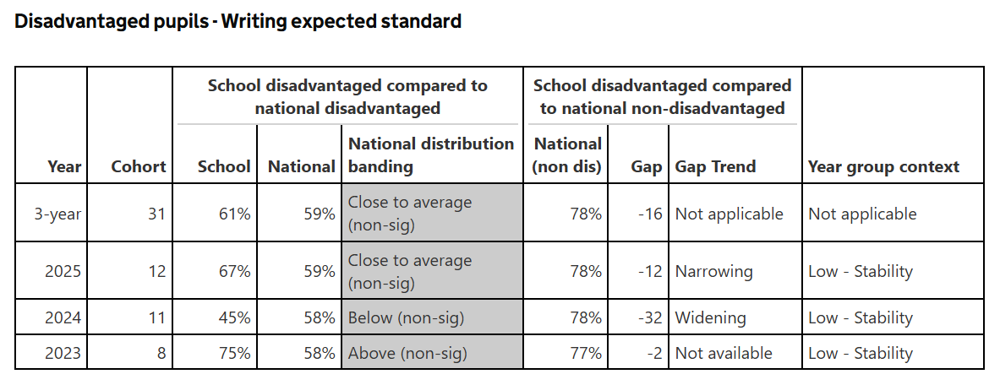 Disadvantaged pupils - Writing expected standard
School disadvantaged compared to national disadvantaged
School disadvantaged compared to national non-disadvantaged
Year Cohort School National National distribution banding National (non dis) Gap Gap Trend Year group context
3-year 31 61% 59% Close to average (non-sig) 78% -16 Not applicable Not applicable
2025 12 67% 59% Close to average (non-sig) 78% -12 Narrowing Low - Stability
2024 11 45% 58% Below (non-sig) 78% -32 Widening Low - Stability
2023 8 75% 58% Above (non-sig) 77% -2 Not available Low - Stability